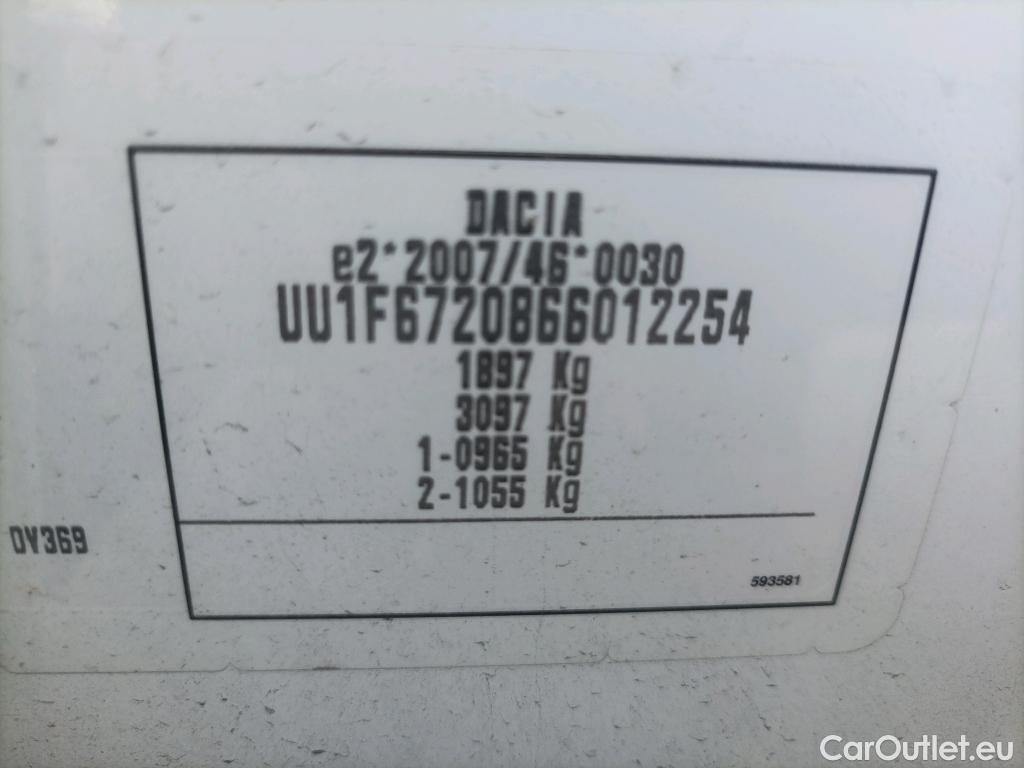 DACIA
e2*2007/46*0030
UU1F6720866012254
1897 Kg
3097 Kg
1-0965 Kg
2-1055 Kg
0V369
593581
CarOutlet.eu